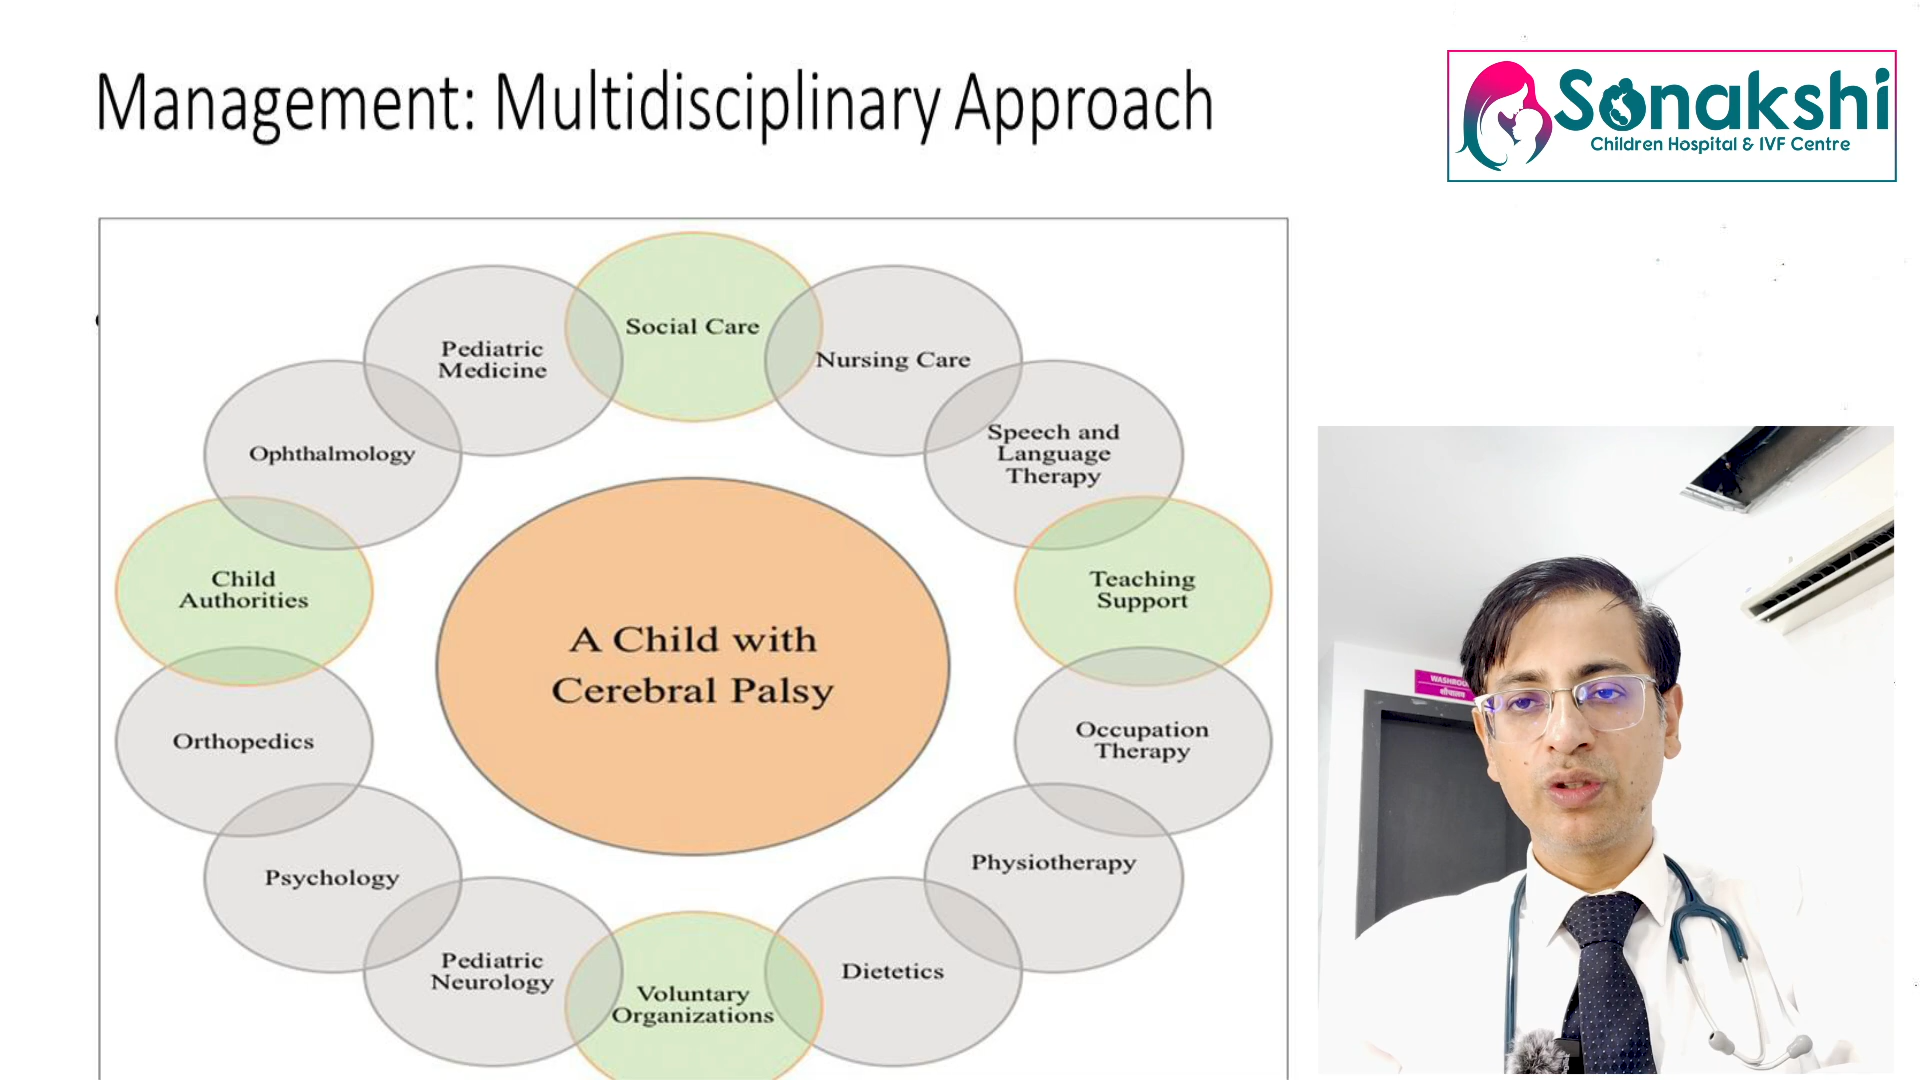 Management: Multidisciplinary Approach
Sonakshi
Children Hospital & IVF Centre
Social Care
Pediatric
Medicine
Nursing Care
Ophthalmology
Speech and
Language
Therapy
Child
Authorities
Teaching
Support
A Child with
Cerebral Palsy
Orthopedics
Occupation
Therapy
Psychology
Physiotherapy
Pediatric
Neurology
Dietetics
Voluntary
Organizations
शौचालय